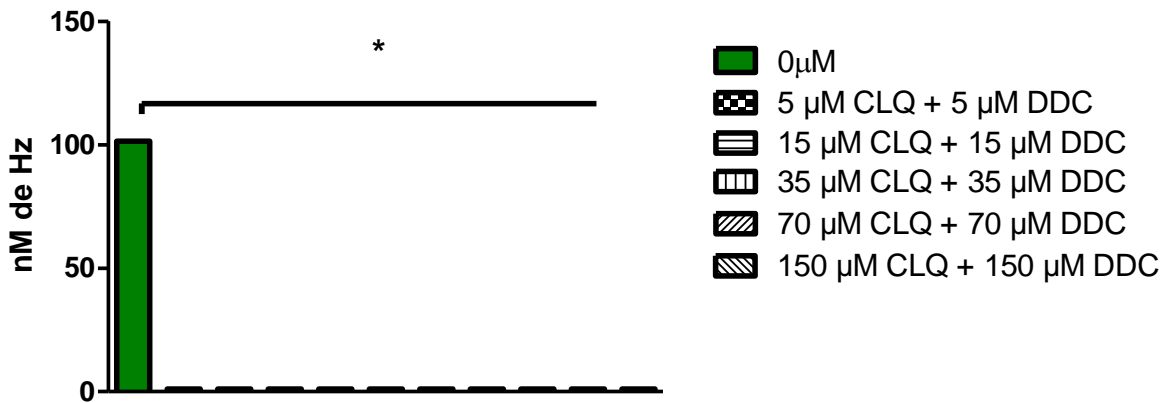 150
100
50
0
nM de Hz
*
0µM
5 µM CLQ + 5 µM DDC
15 µM CLQ + 15 µM DDC
35 µM CLQ + 35 µM DDC
70 µM CLQ + 70 µM DDC
150 µM CLQ + 150 µM DDC